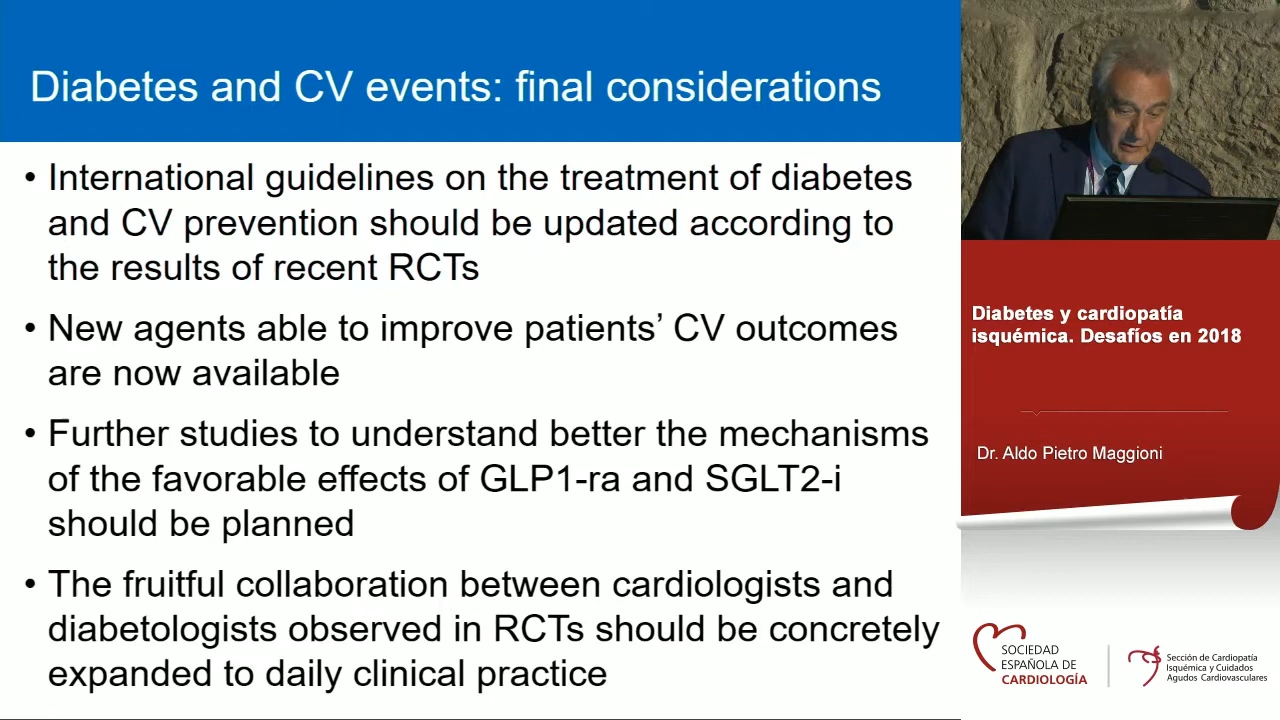 Diabetes and CV events: final considerations
• International guidelines on the treatment of diabetes
and CV prevention should be updated according to
the results of recent RCTs
• New agents able to improve patients’ CV outcomes
are now available
• Further studies to understand better the mechanisms
of the favorable effects of GLP1-ra and SGLT2-i
should be planned
• The fruitful collaboration between cardiologists and
diabetologists observed in RCTs should be concretely
expanded to daily clinical practice
Diabetes y cardiopatía
isquémica. Desafíos en 2018
Dr. Aldo Pietro Maggioni
SOCIEDAD
ESPAÑOLA DE
CARDIOLOGÍA
Sección de Cardiopatía
Isquémica y Cuidados
Agudos Cardiovasculares